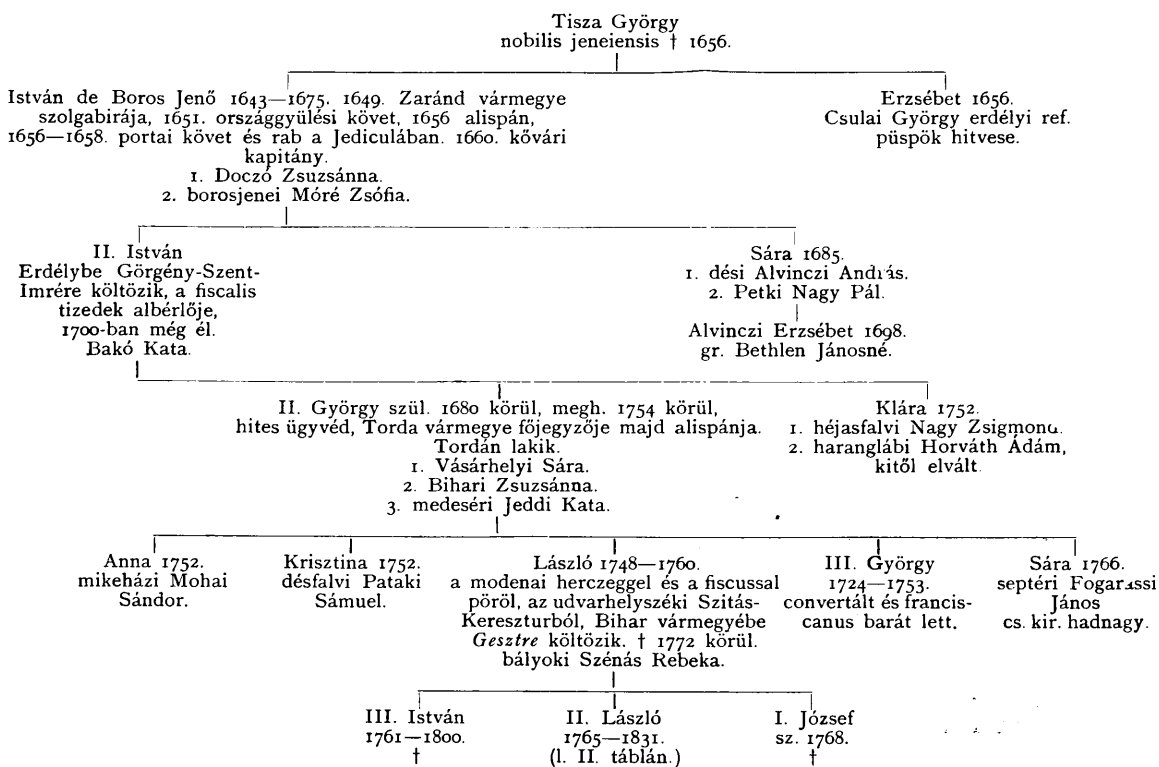 Tisza György
nobilis jeneiensis † 1656.
István de Boros Jenő 1643—1675. 1649. Zaránd vármegye
szolgabirája, 1651. országgyülési követ, 1656 alispán,
1656—1658. portai követ és rab a Jediculában. 1660. kővári
kapitány.
1. Doczó Zsuzsánna.
2. borosjenei Móré Zsófia.
Erzsébet 1656.
Csulai György erdélyi ref.
püspök hitvese.
II. István
Erdélybe Görgény-Szent-
Imrére költözik, a fiscalis
tizedek albérlője,
1700-ban még él.
Bakó Kata.
Sára 1685.
1. dési Alvinczi András.
2. Petki Nagy Pál.
Alvinczi Erzsébet 1698.
gr. Bethlen Jánosné.
II. György szül. 1680 körül, megh. 1754 körül,
hites ügyvéd, Torda vármegye főjegyzője majd alispánja.
Tordán lakik.
1. Vásárhelyi Sára.
2. Bihari Zsuzsánna.
3. medeséri Jeddi Kata.
Klára 1752.
1. héjasfalvi Nagy Zsigmond.
2. haranglábi Horváth Ádám,
kitől elvált.
Anna 1752.
mikeházi Mohai
Sándor.
Krisztina 1752.
désfalvi Pataki
Sámuel.
László 1748—1760.
a modenai herczeggel és a fiscussal
pöröl, az udvarhelyszéki Szitás-
Kereszturból, Bihar vármegyébe
Gesztre költözik. † 1772 körül.
bályoki Szénás Rebeka.
III. György
1724—1753.
convertált és francis-
canus barát lett.
Sára 1766.
septéri Fogarassi
János
cs. kir. hadnagy.
III. István
1761—1800.
†
II. László
1765—1831.
(l. II. táblán.)
I. József
sz. 1768.
†